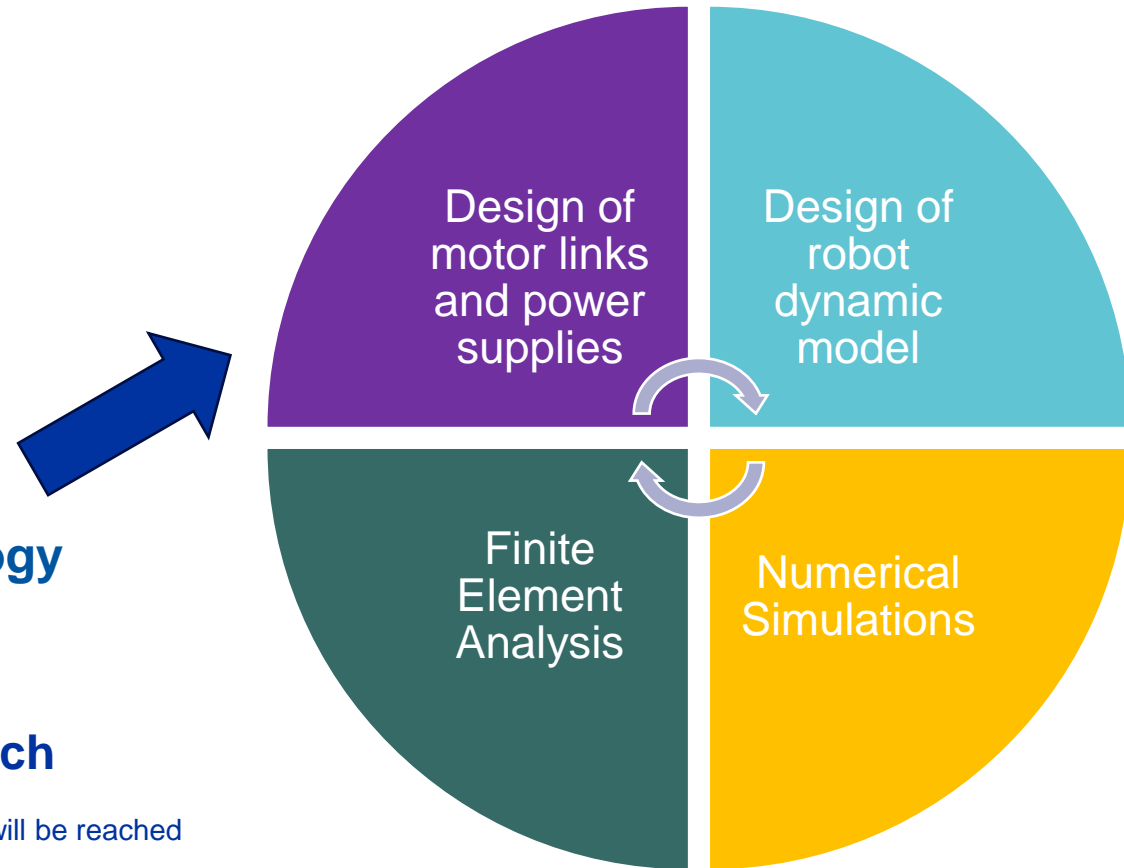 Design of
motor links
and power
supplies
Design of
robot
dynamic
model
Finite
Element
Analysis
Numerical
Simulations
ogy
ch
will be reached